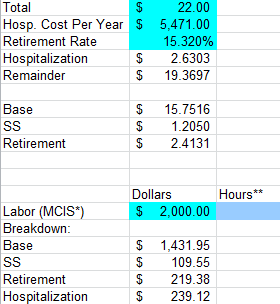 Total $ 22.00
Hosp. Cost Per Year $ 5,471.00
Retirement Rate 15.320%
Hospitalization $ 2.6303
Remainder $ 19.3697
Base $ 15.7516
SS $ 1.2050
Retirement $ 2.4131
Dollars Hours**
Labor (MCIS*) $ 2,000.00
Breakdown:
Base $ 1,431.95
SS $ 109.55
Retirement $ 219.38
Hospitalization $ 239.12